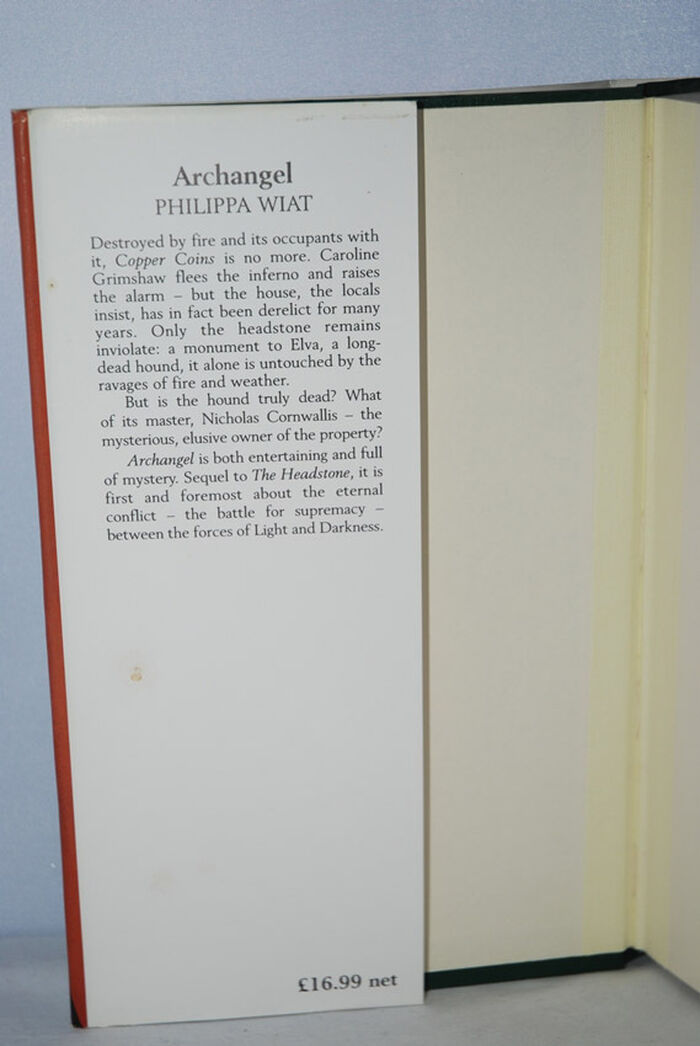 Archangel
PHILIPPA WIAT
Destroyed by fire and its occupants with
it, Copper Coins is no more. Caroline
Grimshaw flees the inferno and raises
the alarm – but the house, the locals
insist, has in fact been derelict for many
years. Only the headstone remains
inviolate: a monument to Elva, a long-
dead hound, it alone is untouched by the
ravages of fire and weather.
But is the hound truly dead? What
of its master, Nicholas Cornwallis – the
mysterious, elusive owner of the property?
Archangel is both entertaining and full
of mystery. Sequel to The Headstone, it is
first and foremost about the eternal
conflict – the battle for supremacy –
between the forces of Light and Darkness.
£16.99 net